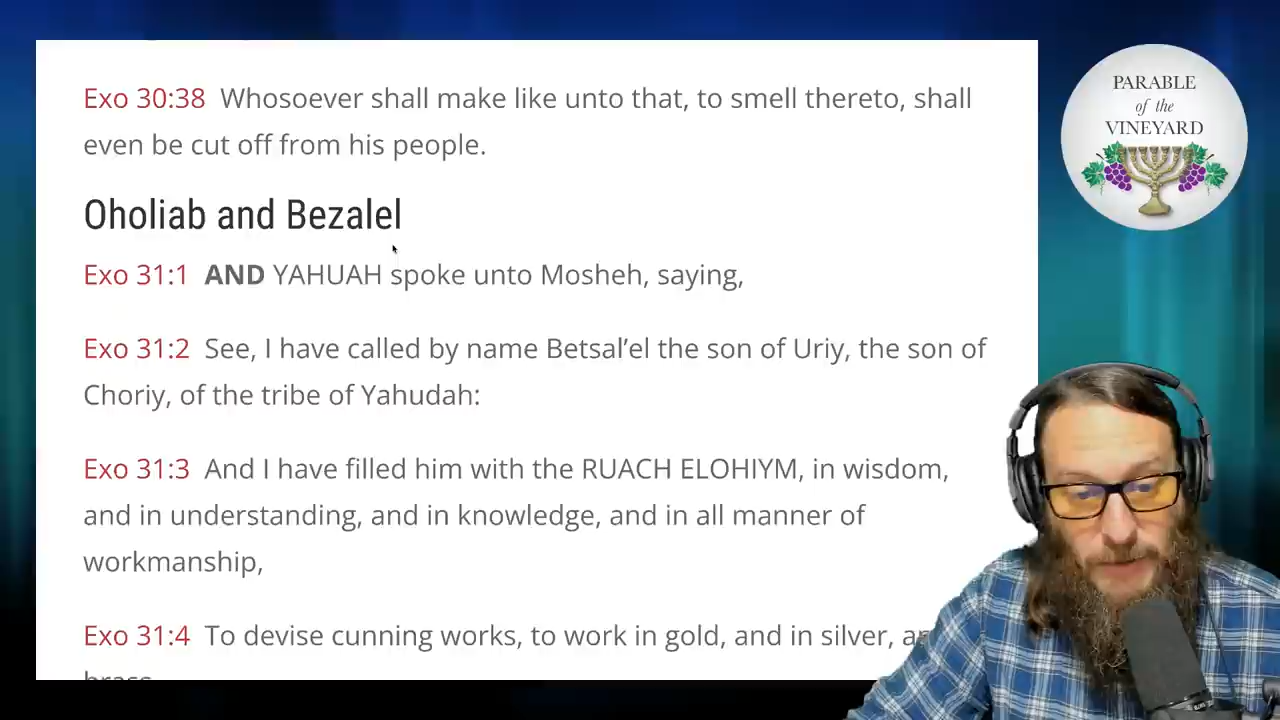 Exo 30:38 Whosoever shall make like unto that, to smell thereto, shall
even be cut off from his people.
Oholiab and Bezalel
Exo 31:1 AND YAHUAH spoke unto Mosheh, saying,
Exo 31:2 See, I have called by name Betsal’el the son of Uriy, the son of
Choriy, of the tribe of Yahudah:
Exo 31:3 And I have filled him with the RUACH ELOHIYM, in wisdom,
and in understanding, and in knowledge, and in all manner of
workmanship,
Exo 31:4 To devise cunning works, to work in gold, and in silver,
PARABLE
of the
VINEYARD